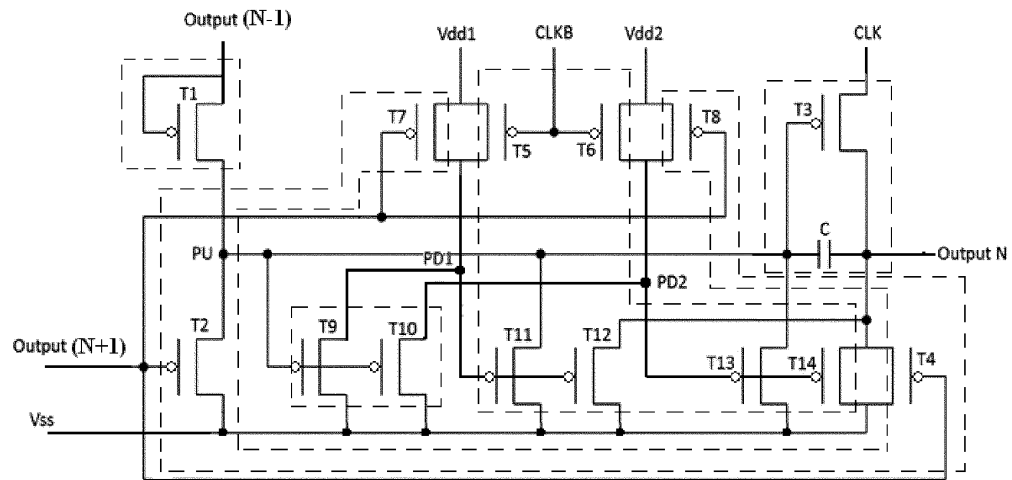 Output (N-1)
Vdd1
CLKB
Vdd2
CLK
T1
T7
T5
T6
T8
T3
PU
PD1
PD2
C
Output N
T2
T9
T10
T11
T12
T13
T14
T4
Output (N+1)
Vss